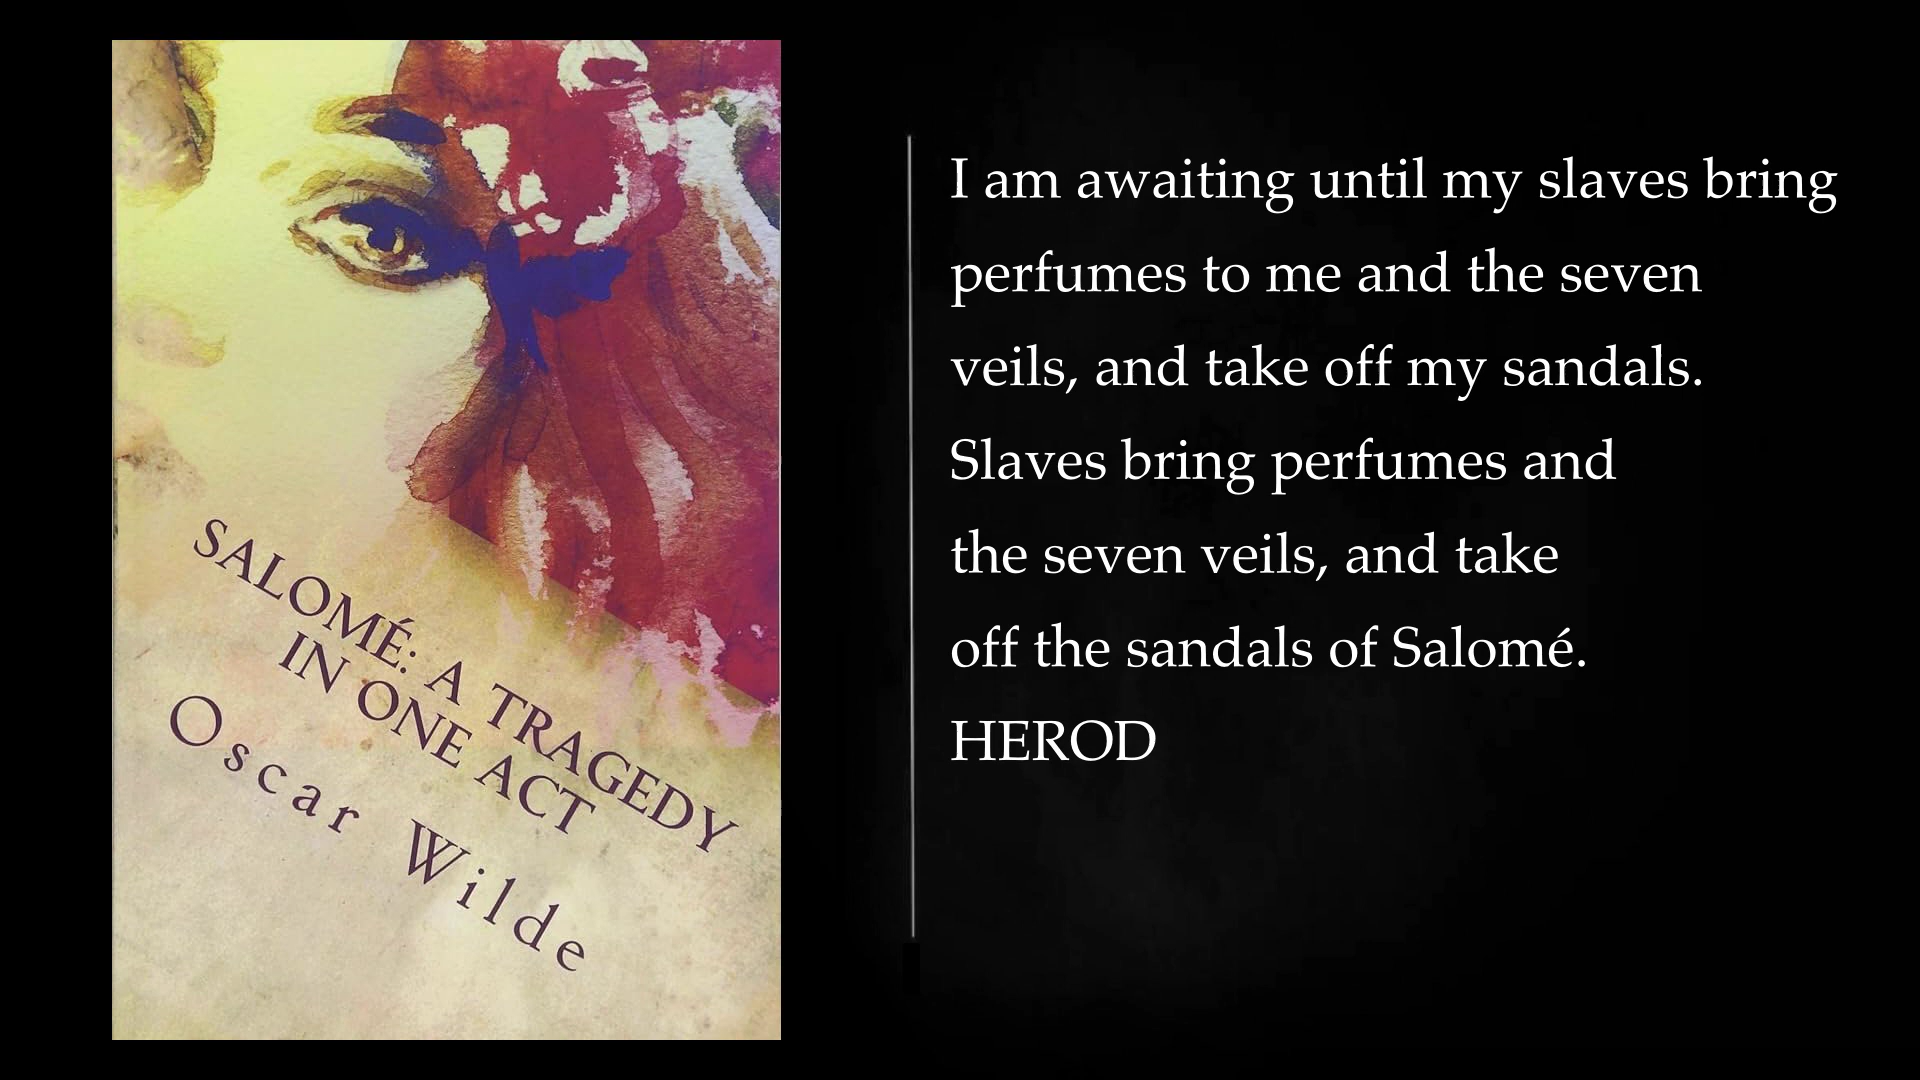 SALOMÉ: A TRAGEDY
IN ONE ACT
Oscar Wilde
I am awaiting until my slaves bring
perfumes to me and the seven
veils, and take off my sandals.
Slaves bring perfumes and
the seven veils, and take
off the sandals of Salomé.
HEROD